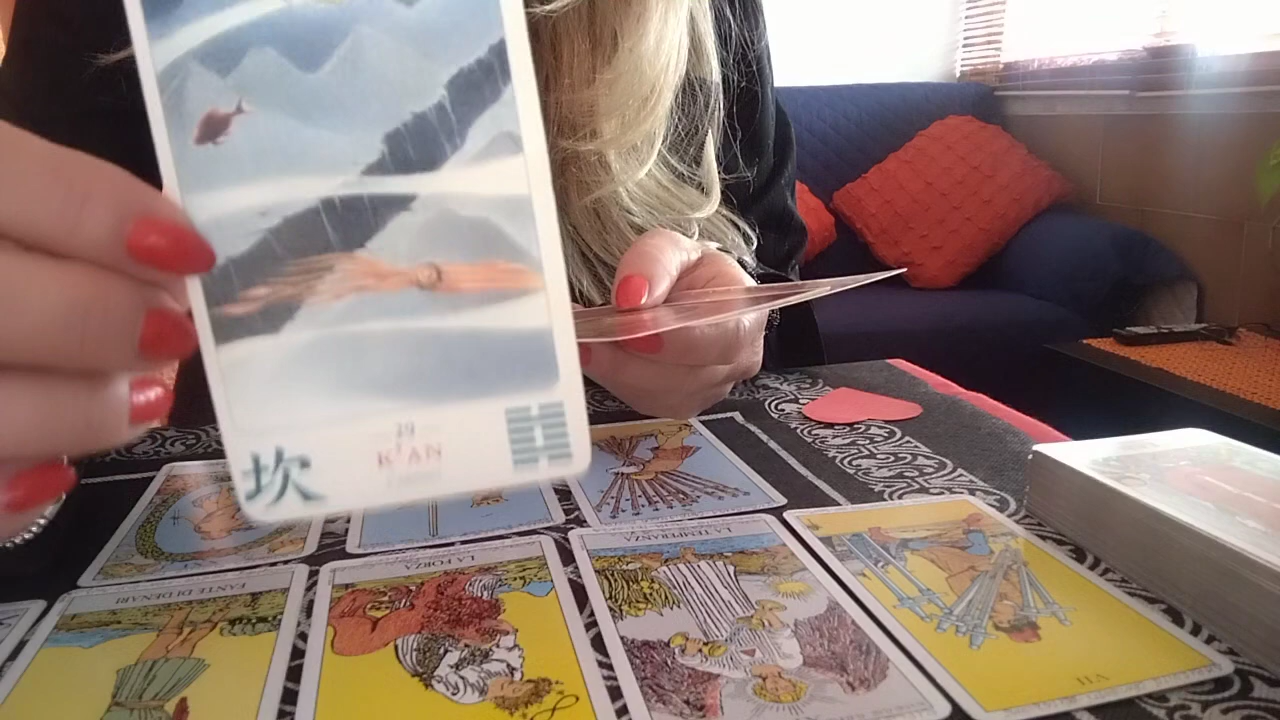 29
K'AN
坎
LA TEMPERANZA
LA FORZA
FANTE DI DENARI
VII